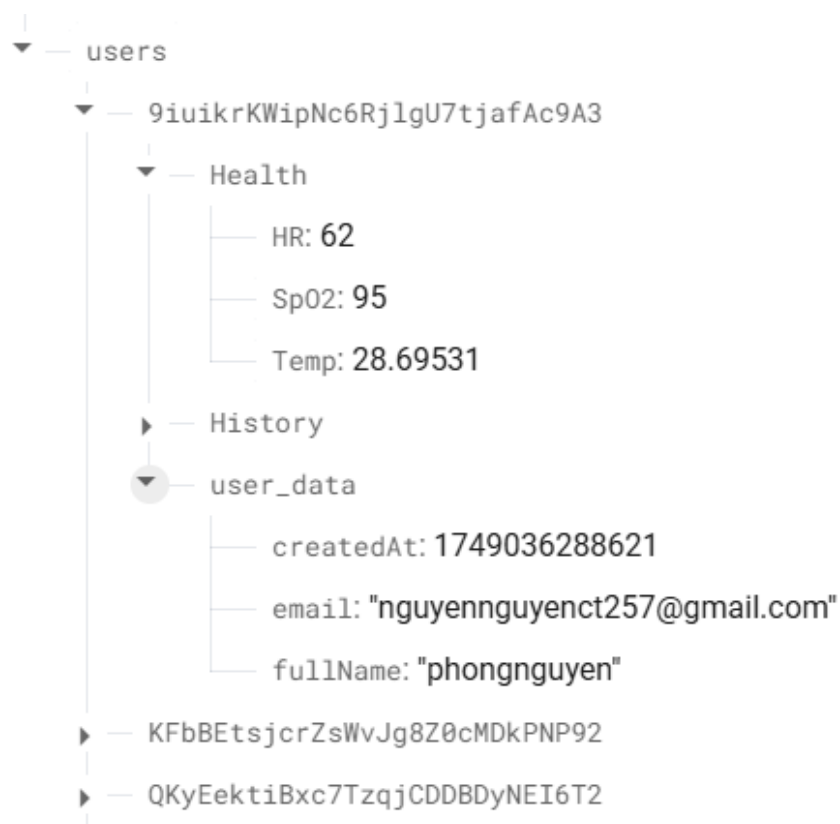 users
9iuikrKWipNc6RjlgU7tjafAc9A3
Health
HR: 62
SpO2: 95
Temp: 28.69531
History
user_data
createdAt: 1749036288621
email: "nguyennguyenct257@gmail.com"
fullName: "phongnguyen"
KFbBEtsjcrZsWvJg8Z0cMDkPNP92
QKyEektiBxc7TzqjCDDBDyNEI6T2